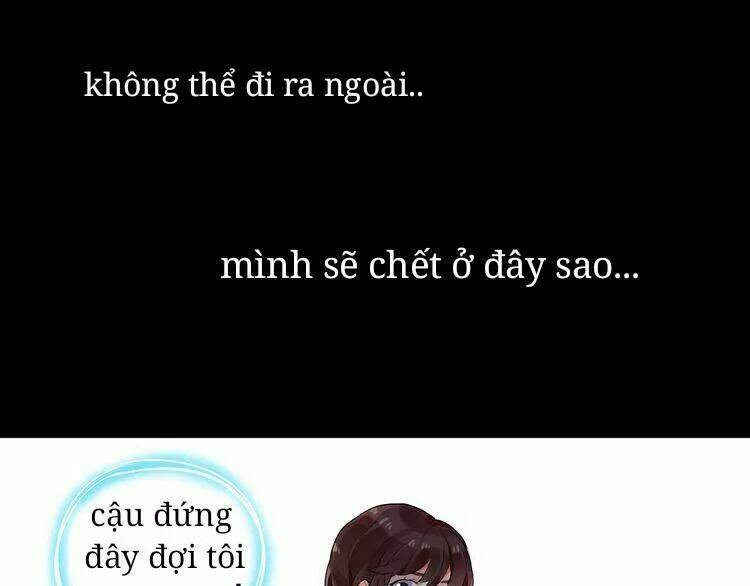 không thể đi ra ngoài..
mình sẽ chết ở đây sao...
cậu đứng
đây đợi tôi